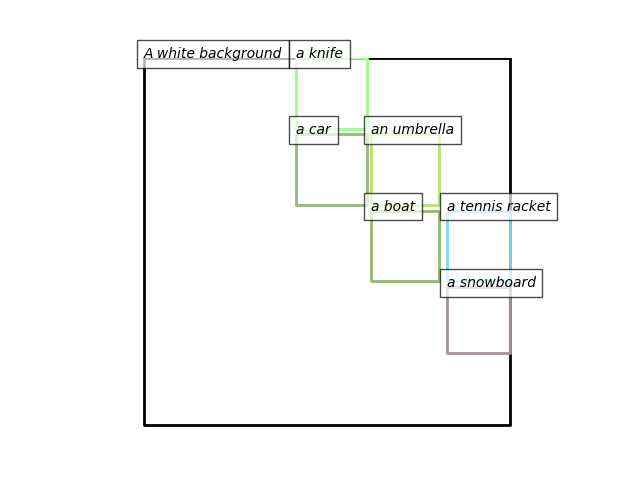 A white background
a knife
a car
an umbrella
a boat
a tennis racket
a snowboard